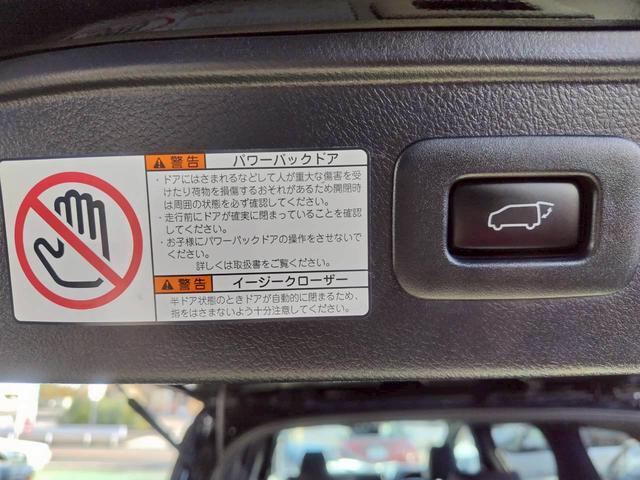 警告 パワーバックドア
・ドアにはさまれるなどして人が重大な傷害を受
けたり荷物を損傷するおそれがあるため開閉時
は周囲の状態を必ず確認してください。
・走行前にドアが確実に閉まっていることを確認
してください。
・お子様にパワーバックドアの操作をさせないで
ください。
詳しくは取扱書をご覧ください。
警告 イージークローザー
半ドア状態のときドアが自動的に閉まるため、
指をはさまないよう十分注意してください。